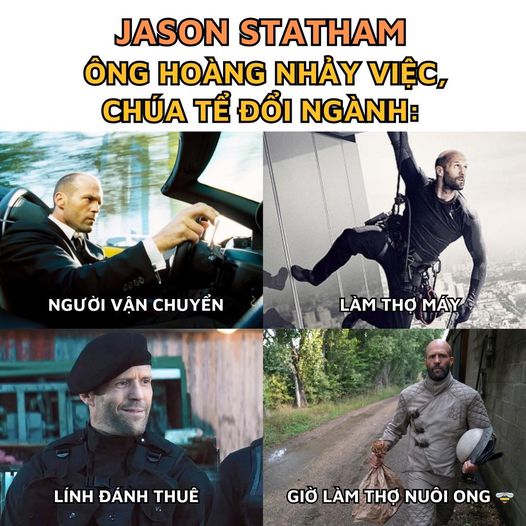 JASON STATHAM
ÔNG HOÀNG NHẢY VIỆC,
CHÚA TỂ ĐỔI NGÀNH:
NGƯỜI VẬN CHUYỂN
LÀM THỢ MÁY
LÍNH ĐÁNH THUÊ
GIỜ LÀM THỢ NUÔI ONG 🐝